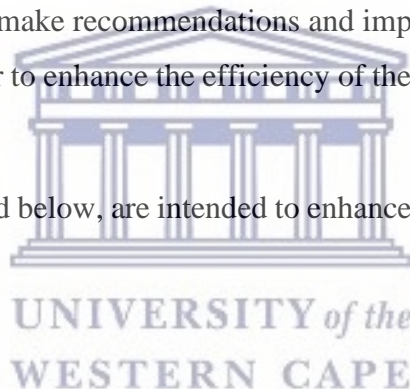 make recommendations and imp
r to enhance the efficiency of the
d below, are intended to enhance
UNIVERSITY of the
WESTERN CAPE